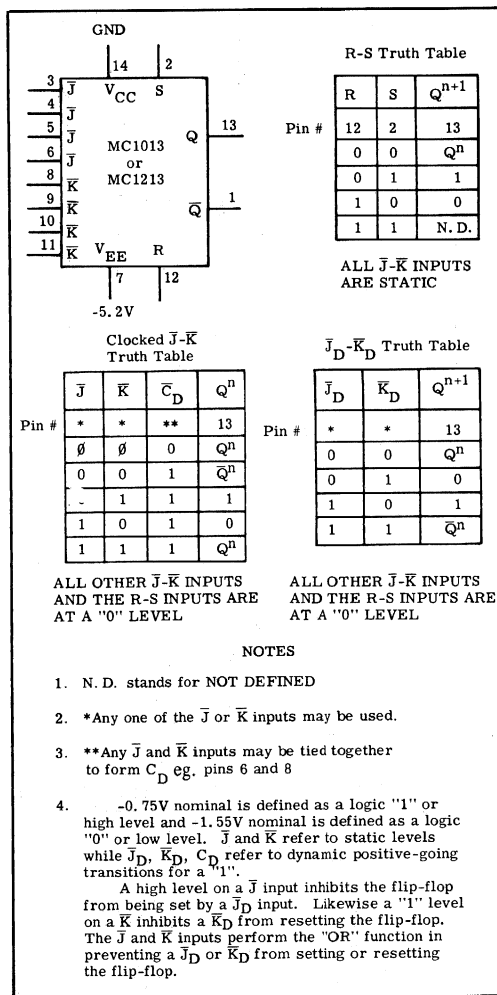 GND
14 2
3 J̅ V_CC S
4 J̅
5 J̅
6 J̅
8 K̅
9 K̅
10 K̅
11 K̅
MC1013
or
MC1213
Q 13
Q̅ 1
V_EE R
7 12
-5.2V
R-S Truth Table
R S Q^n+1
Pin # 12 2 13
0 0 Q^n
0 1 1
1 0 0
1 1 N.D.
ALL J̅-K̅ INPUTS
ARE STATIC
Clocked J̅-K̅
Truth Table
J̅ K̅ C̅_D Q^n
Pin # * * ** 13
Ø Ø 0 Q^n
0 0 1 Q̅^n
1 1 1
1 0 1 0
1 1 1 Q^n
ALL OTHER J̅-K̅ INPUTS
AND THE R-S INPUTS ARE
AT A "0" LEVEL
J̅_D-K̅_D Truth Table
J̅_D K̅_D Q^n+1
Pin # * * 13
0 0 Q^n
0 1 0
1 0 1
1 1 Q̅^n
ALL OTHER J̅-K̅ INPUTS
AND THE R-S INPUTS ARE
AT A "0" LEVEL
NOTES
1. N.D. stands for NOT DEFINED
2. *Any one of the J̅ or K̅ inputs may be used.
3. **Any J̅ and K̅ inputs may be tied together
to form C_D eg. pins 6 and 8
4. -0.75V nominal is defined as a logic "1" or
high level and -1.55V nominal is defined as a logic
"0" or low level. J̅ and K̅ refer to static levels
while J̅_D, K̅_D, C_D refer to dynamic positive-going
transitions for a "1".
A high level on a J̅ input inhibits the flip-flop
from being set by a J̅_D input. Likewise a "1" level
on a K̅ inhibits a K̅_D from resetting the flip-flop.
The J̅ and K̅ inputs perform the "OR" function in
preventing a J̅_D or K̅_D from setting or resetting
the flip-flop.